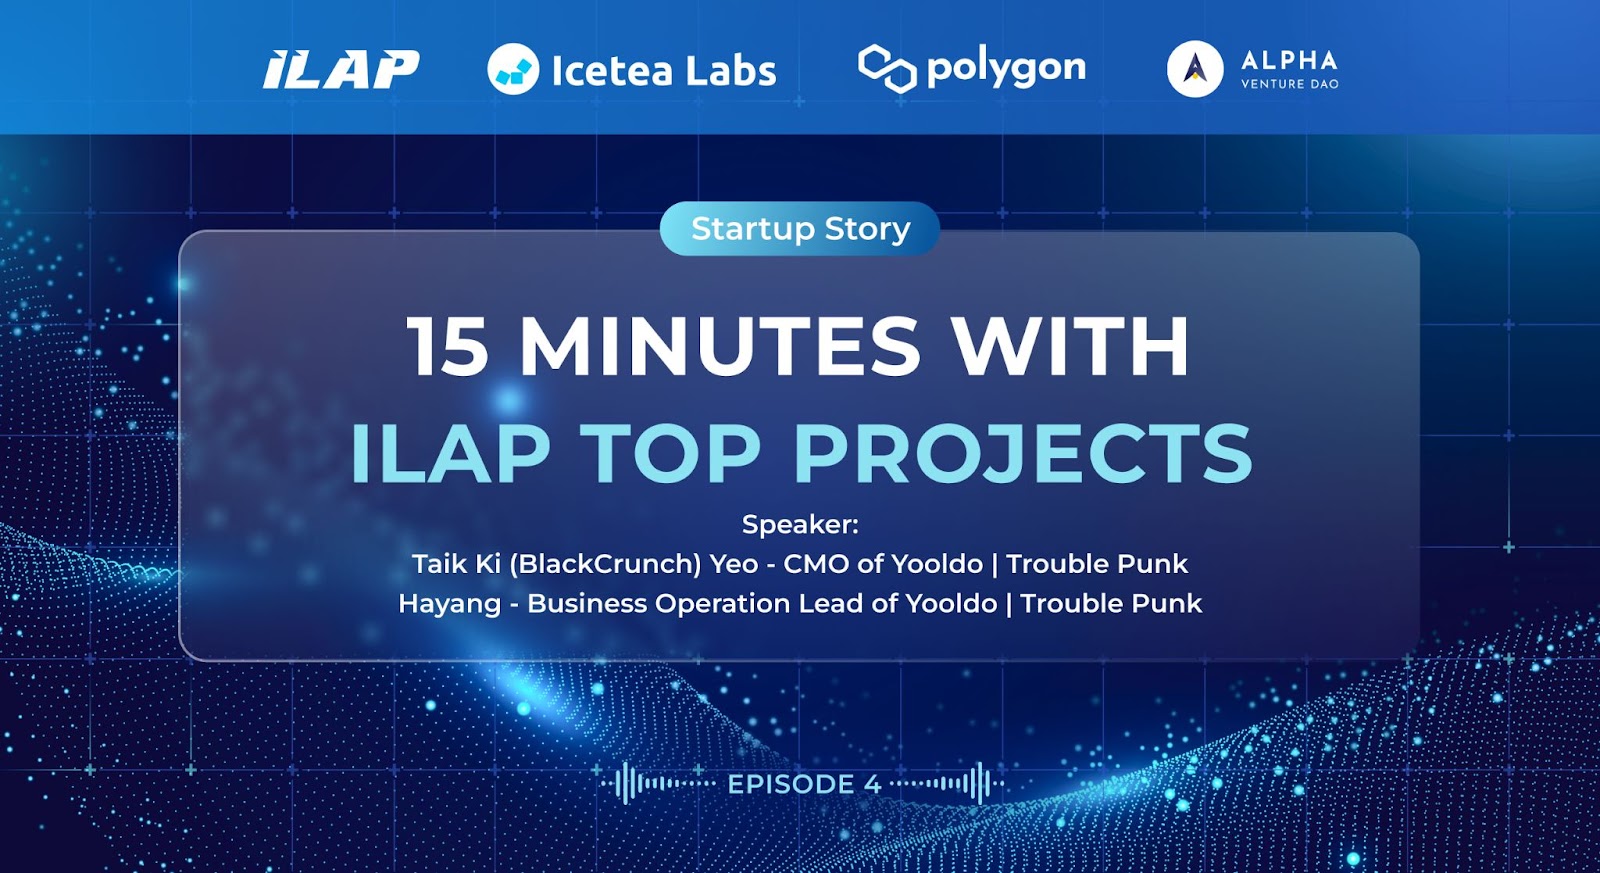 iLAP
Icetea Labs
polygon
ALPHA
VENTURE DAO
Startup Story
15 MINUTES WITH
ILAP TOP PROJECTS
Speaker:
Taik Ki (BlackCrunch) Yeo - CMO of Yooldo | Trouble Punk
Hayang - Business Operation Lead of Yooldo | Trouble Punk
EPISODE 4